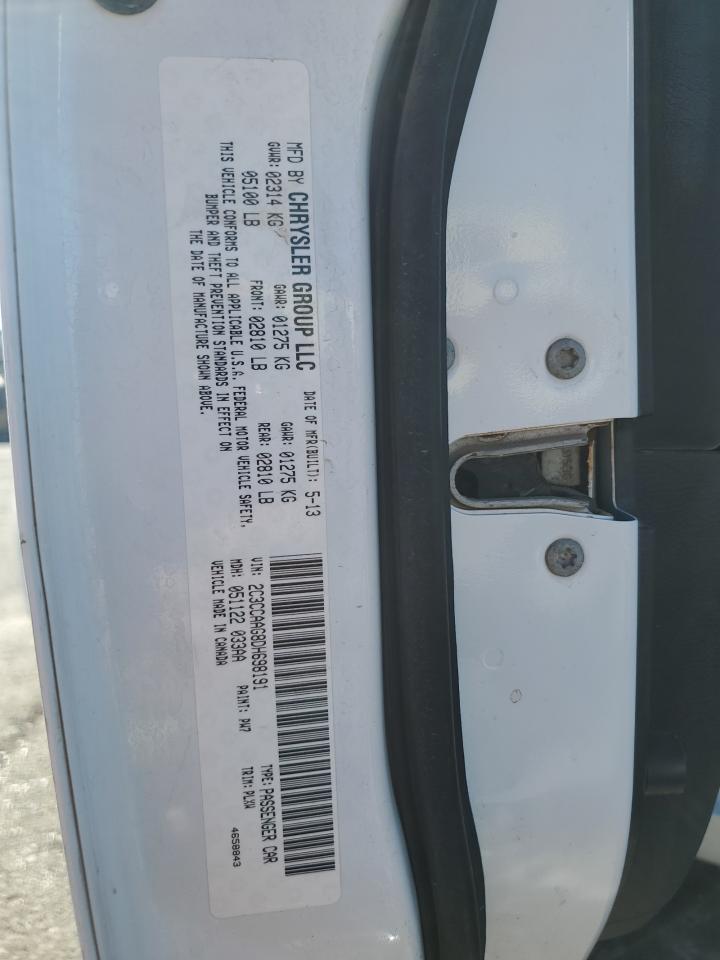 MFD BY CHRYSLER GROUP LLC
DATE OF MFR(BUILT): 5-13
GVWR: 02314 KG
GAWR: 01275 KG
GAWR: 01275 KG
05100 LB
FRONT: 02810 LB
REAR: 02810 LB
THIS VEHICLE CONFORMS TO ALL APPLICABLE U.S.A. FEDERAL MOTOR VEHICLE SAFETY,
BUMPER AND THEFT PREVENTION STANDARDS IN EFFECT ON
THE DATE OF MANUFACTURE SHOWN ABOVE.
VIN: 2C3CCAAG8DH698191
TYPE: PASSENGER CAR
MDH: 051122 033AA
PAINT: PW7
TRIM: PLXW
VEHICLE MADE IN CANADA
4658843